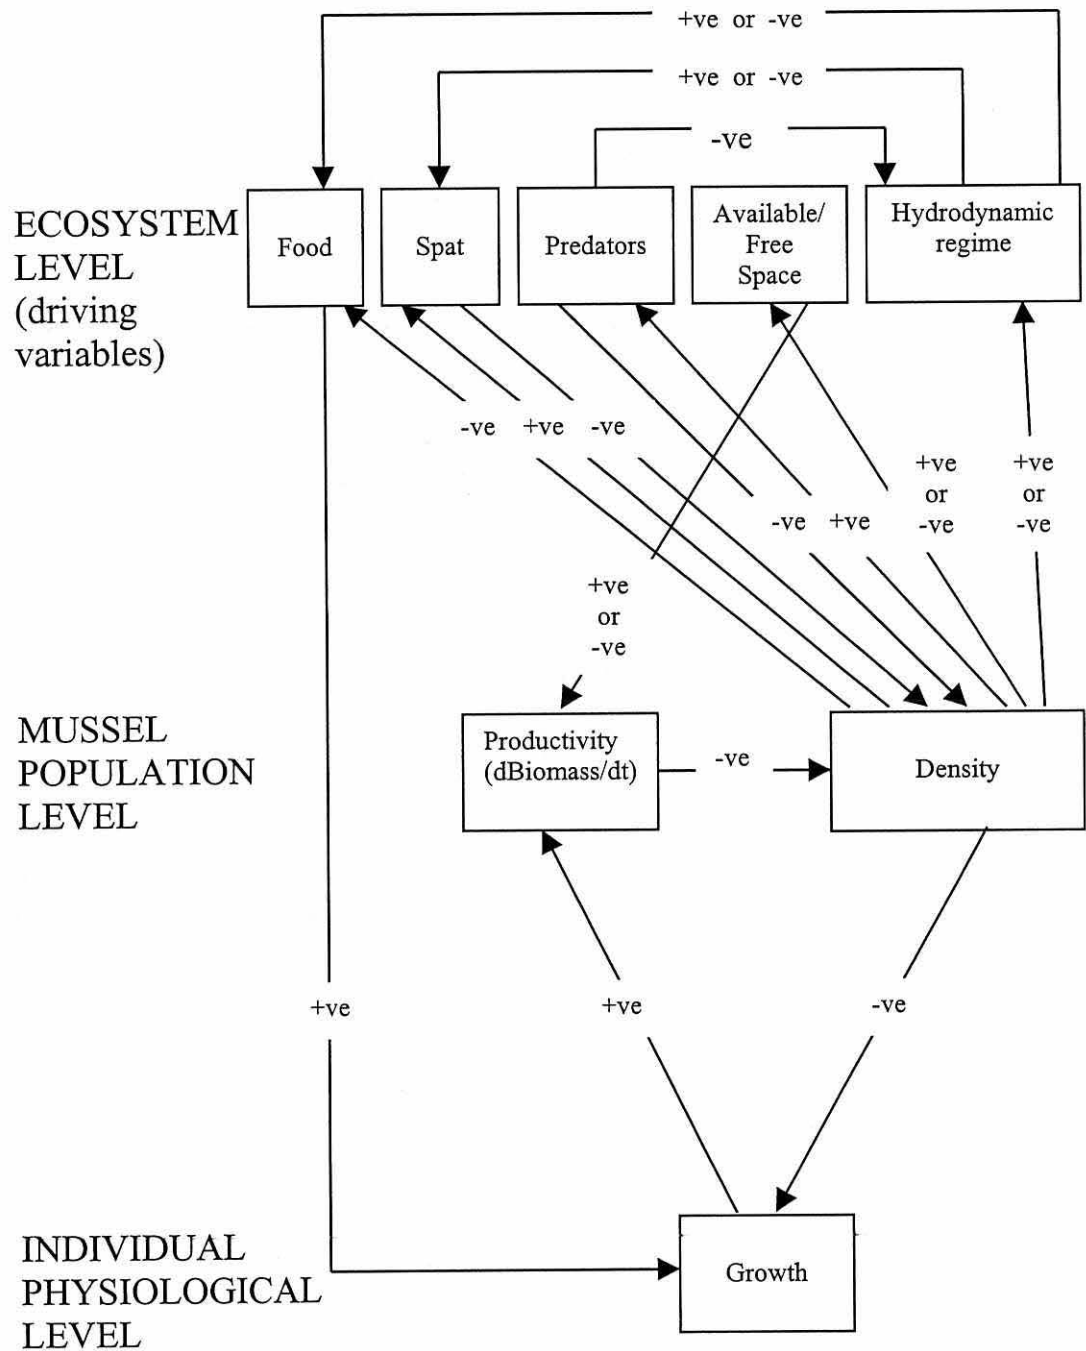 +ve or -ve
+ve or -ve
-ve
ECOSYSTEM
LEVEL
(driving
variables)
Food
Spat
Predators
Available/
Free
Space
Hydrodynamic
regime
-ve
+ve
-ve
-ve
+ve
+ve
or
-ve
+ve
or
-ve
+ve
or
-ve
MUSSEL
POPULATION
LEVEL
Productivity
(dBiomass/dt)
-ve
Density
+ve
+ve
-ve
INDIVIDUAL
PHYSIOLOGICAL
LEVEL
Growth